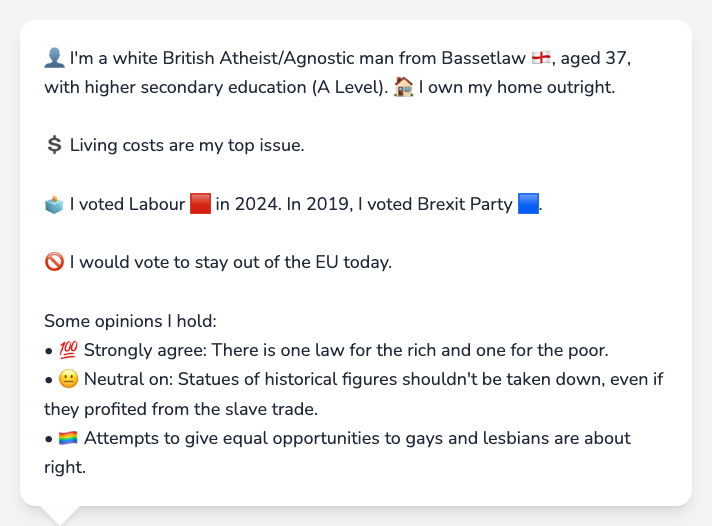 👤 I'm a white British Atheist/Agnostic man from Bassetlaw 🏴󠁧󠁢󠁥󠁮󠁧󠁿, aged 37,
with higher secondary education (A Level). 🏠 I own my home outright.
💲 Living costs are my top issue.
🗳️ I voted Labour 🟥 in 2024. In 2019, I voted Brexit Party 🟦.
🚫 I would vote to stay out of the EU today.
Some opinions I hold:
• 💯 Strongly agree: There is one law for the rich and one for the poor.
• 😐 Neutral on: Statues of historical figures shouldn't be taken down, even if
they profited from the slave trade.
• 🏳️‍🌈 Attempts to give equal opportunities to gays and lesbians are about
right.